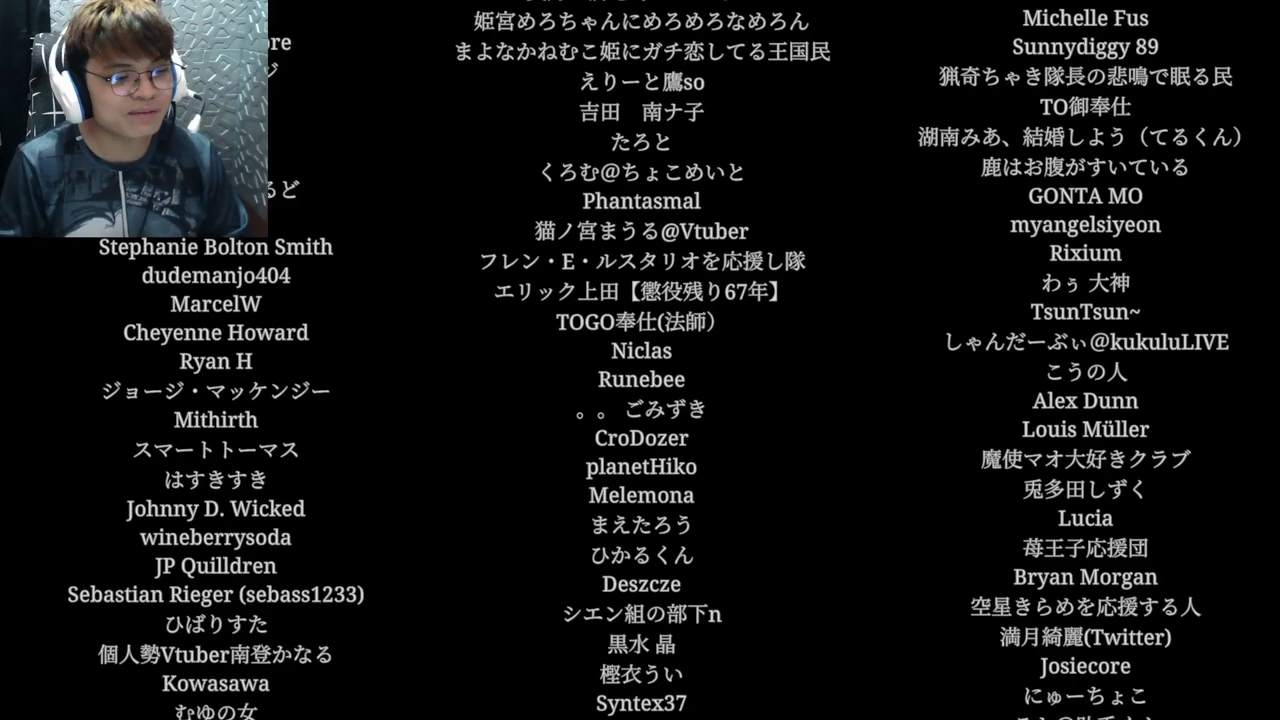 ore
ジ
るど
Stephanie Bolton Smith
dudemanjo404
MarcelW
Cheyenne Howard
Ryan H
ジョージ・マッケンジー
Mithirth
スマートトーマス
はすきすき
Johnny D. Wicked
wineberrysoda
JP Quilldren
Sebastian Rieger (sebass1233)
ひばりすた
個人勢Vtuber南登かなる
Kowasawa
むゆの女
姫宮めろちゃんにめろめろなめろん
まよなかねむこ姫にガチ恋してる王国民
えりーと鷹so
吉田　南ナ子
たろと
くろむ@ちょこめいと
Phantasmal
猫ノ宮まうる@Vtuber
フレン・E・ルスタリオを応援し隊
エリック上田【懲役残り67年】
TOGO奉仕(法師）
Niclas
Runebee
。。 ごみずき
CroDozer
planetHiko
Melemona
まえたろう
ひかるくん
Deszcze
シエン組の部下n
黒水 晶
樫衣うい
Syntex37
Michelle Fus
Sunnydiggy 89
猟奇ちゃき隊長の悲鳴で眠る民
TO御奉仕
湖南みあ、結婚しよう（てるくん）
鹿はお腹がすいている
GONTA MO
myangelsiyeon
Rixium
わぅ 大神
TsunTsun~
しゃんだーぶぃ@kukuluLIVE
こうの人
Alex Dunn
Louis Müller
魔使マオ大好きクラブ
兎多田しずく
Lucia
苺王子応援団
Bryan Morgan
空星きらめを応援する人
満月綺麗(Twitter)
Josiecore
にゅーちょこ